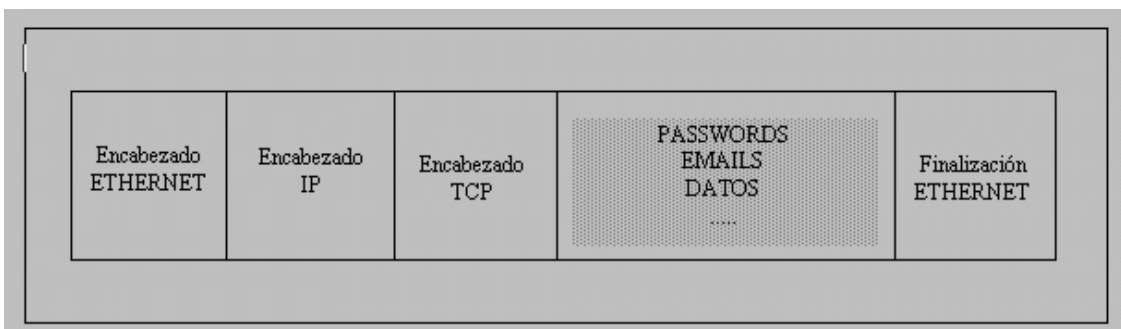 Encabezado
ETHERNET
Encabezado
IP
Encabezado
TCP
PASSWORDS
EMAILS
DATOS
.....
Finalización
ETHERNET